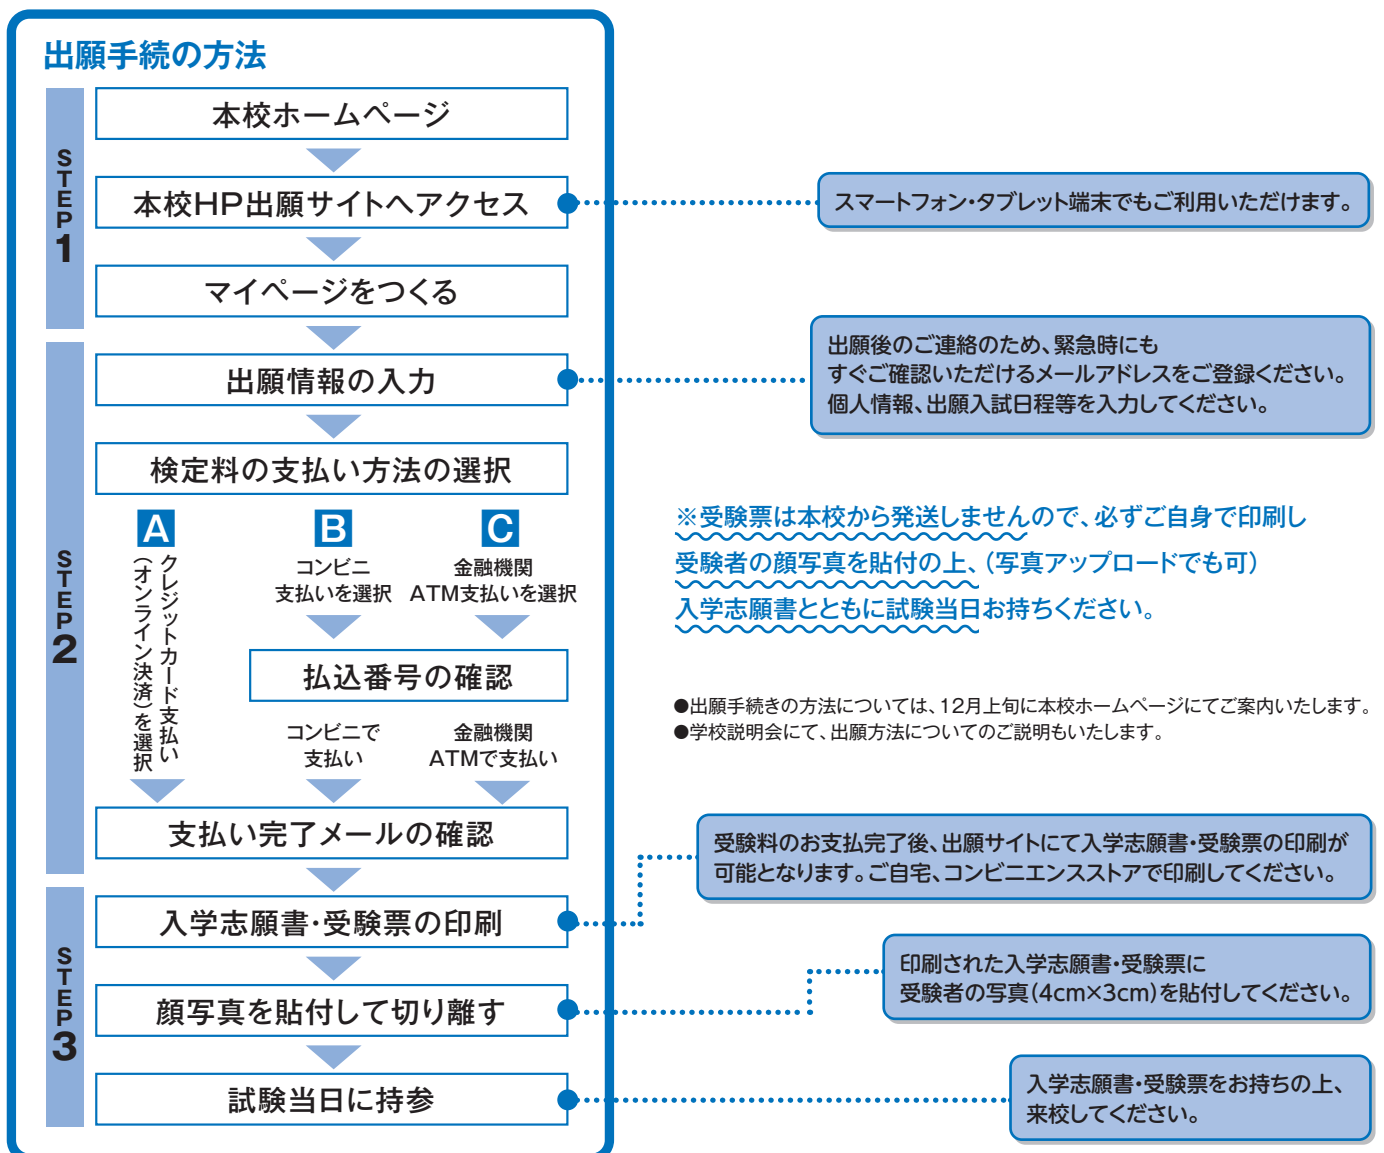 出願手続の方法
STEP1
本校ホームページ
本校HP出願サイトへアクセス
スマートフォン・タブレット端末でもご利用いただけます。
マイページをつくる
STEP2
出願情報の入力
出願後のご連絡のため、緊急時にも
すぐご確認いただけるメールアドレスをご登録ください。
個人情報、出願入試日程等を入力してください。
検定料の支払い方法の選択
A
クレジットカード支払い
(オンライン決済)を選択
B
コンビニ
支払いを選択
C
金融機関
ATM支払いを選択
払込番号の確認
コンビニで
支払い
金融機関
ATMで支払い
支払い完了メールの確認
※受験票は本校から発送しませんので、必ずご自身で印刷し
受験者の顔写真を貼付の上、(写真アップロードでも可)
入学志願書とともに試験当日お持ちください。
●出願手続きの方法については、12月上旬に本校ホームページにてご案内いたします。
●学校説明会にて、出願方法についてのご説明もいたします。
STEP3
入学志願書・受験票の印刷
受験料のお支払完了後、出願サイトにて入学志願書・受験票の印刷が
可能となります。ご自宅、コンビニエンスストアで印刷してください。
顔写真を貼付して切り離す
印刷された入学志願書・受験票に
受験者の写真(4cm×3cm)を貼付してください。
試験当日に持参
入学志願書・受験票をお持ちの上、
来校してください。